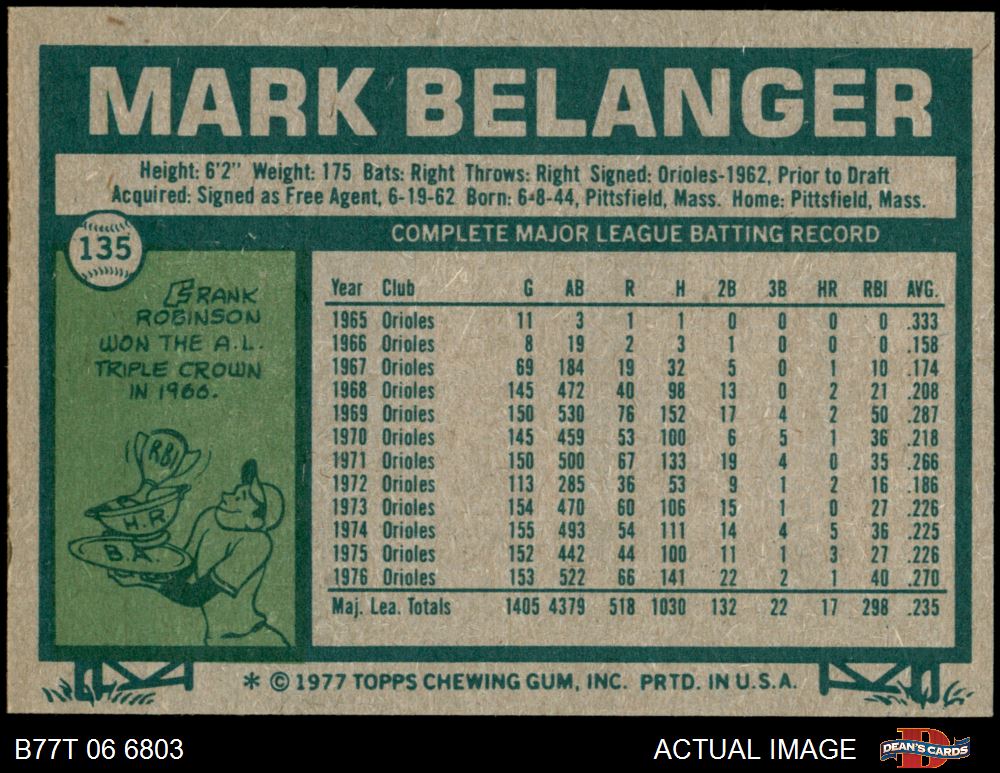 MARK BELANGER
Height: 6'2" Weight: 175 Bats: Right Throws: Right Signed: Orioles-1962, Prior to Draft
Acquired: Signed as Free Agent, 6-19-62 Born: 6-8-44, Pittsfield, Mass. Home: Pittsfield, Mass.
135
FRANK
ROBINSON
WON THE A.L.
TRIPLE CROWN
IN 1966.
RBI
H.R
BA
COMPLETE MAJOR LEAGUE BATTING RECORD
Year Club G AB R H 2B 3B HR RBI AVG.
1965 Orioles 11 3 1 1 0 0 0 0 .333
1966 Orioles 8 19 2 3 1 0 0 0 .158
1967 Orioles 69 184 19 32 5 0 1 10 .174
1968 Orioles 145 472 40 98 13 0 2 21 .208
1969 Orioles 150 530 76 152 17 4 2 50 .287
1970 Orioles 145 459 53 100 6 5 1 36 .218
1971 Orioles 150 500 67 133 19 4 0 35 .266
1972 Orioles 113 285 36 53 9 1 2 16 .186
1973 Orioles 154 470 60 106 15 1 0 27 .226
1974 Orioles 155 493 54 111 14 4 5 36 .225
1975 Orioles 152 442 44 100 11 1 3 27 .226
1976 Orioles 153 522 66 141 22 2 1 40 .270
Maj. Lea. Totals 1405 4379 518 1030 132 22 17 298 .235
* © 1977 TOPPS CHEWING GUM, INC. PRTD. IN U.S.A.
B77T 06 6803
ACTUAL IMAGE
DEAN'S CARDS